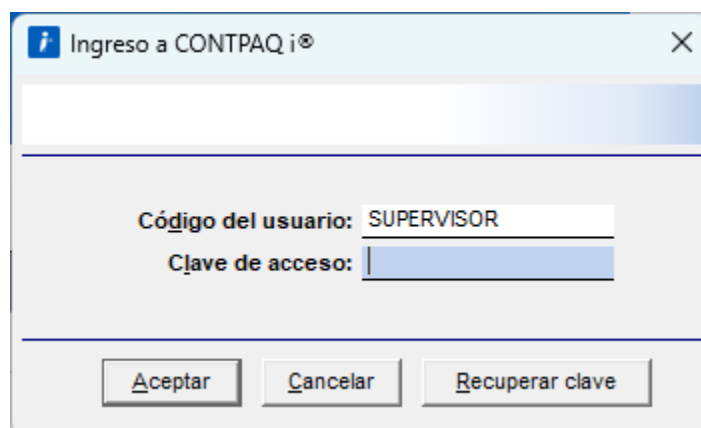 Ingreso a CONTPAQ i®
Código del usuario: SUPERVISOR
Clave de acceso:
Aceptar Cancelar Recuperar clave